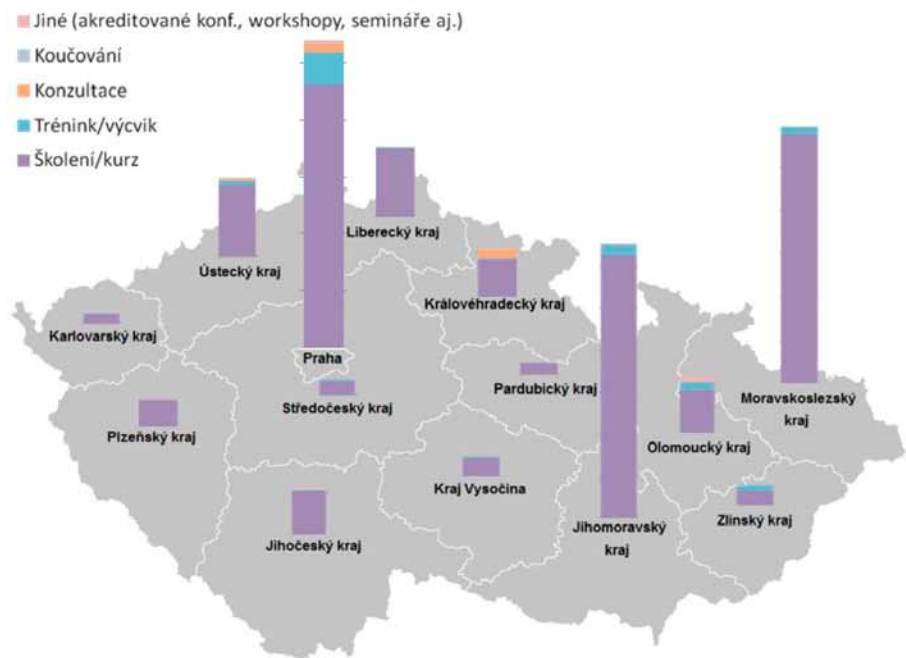 Jiné (akreditované konf., workshopy, semináře aj.)
Koučování
Konzultace
Trénink/výcvik
Školení/kurz
Liberecký kraj
Ústecký kraj
Královéhradecký kraj
Karlovarský kraj
Praha
Pardubický kraj
Moravskoslezský
kraj
Středočeský kraj
Plzeňský kraj
Olomoucký kraj
Kraj Vysočina
Zlínský kraj
Jihomoravský
kraj
Jihočeský kraj